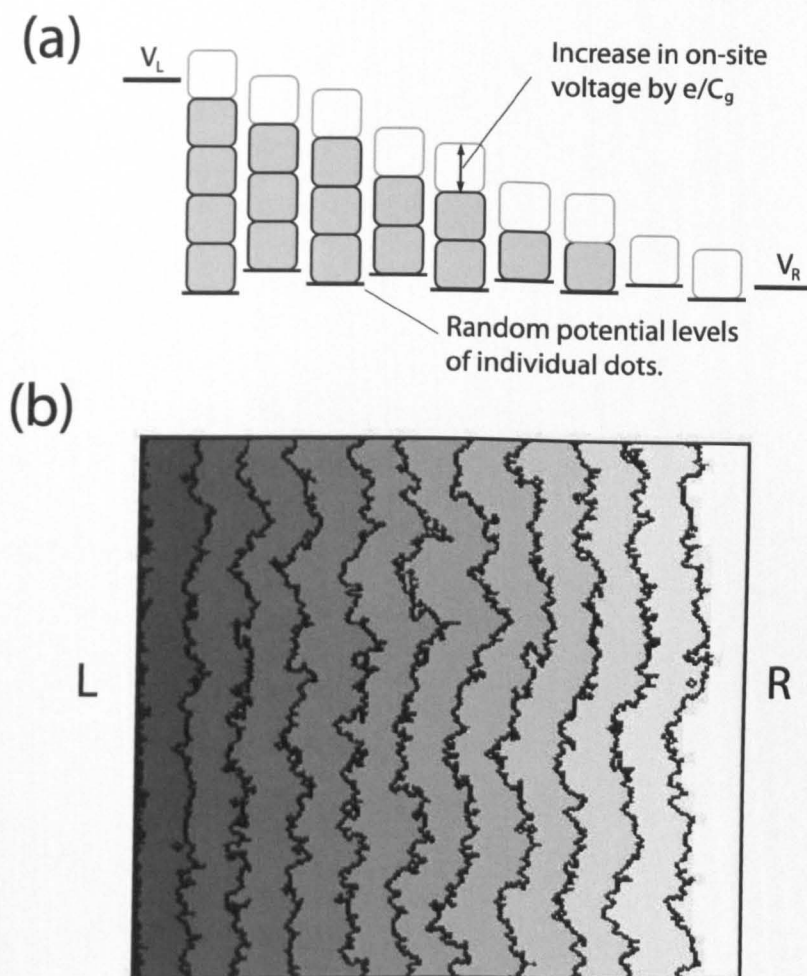 (a)
V_L
Increase in on-site
voltage by e/C_g
V_R
Random potential levels
of individual dots.
(b)
L
R